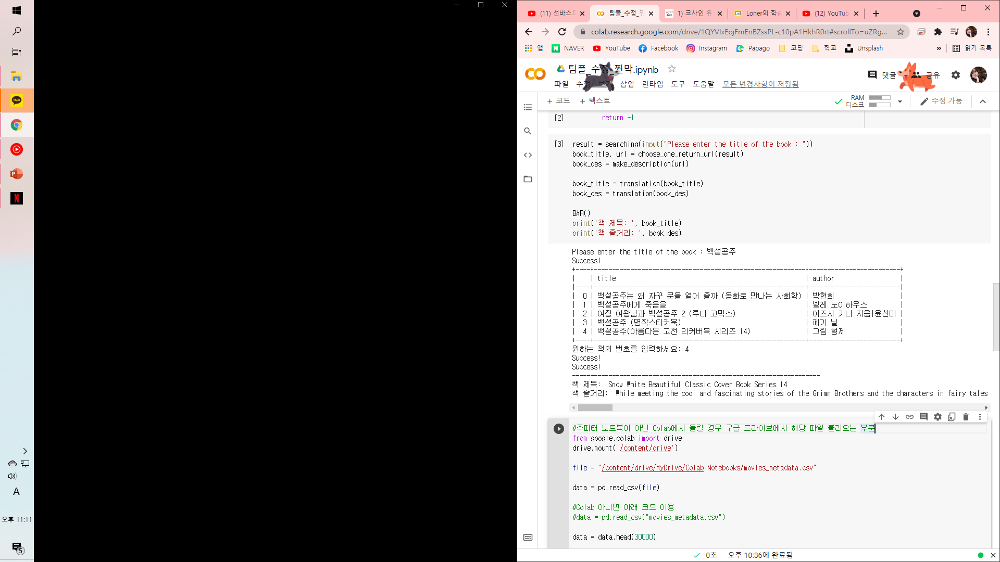 (11) 선바스트
팀플_수정_찐
1) 코사인 유
Loner의 학습
(12) YouTub
colab.research.google.com/drive/1QYVIxEojFmEnBZssPL-c10pA1HkhR0rt#scrollTo=uZRg...
앱 NAVER YouTube Facebook Instagram Papago 코딩 학교 Unsplash » 읽기 목록
팀플_수정_찐막.ipynb
댓글 공유
파일 수정 보기 삽입 런타임 도구 도움말 모든 변경사항이 저장됨
+ 코드 + 텍스트
RAM
디스크
수정 가능
[2] return -1
[3] result = searching(input("Please enter the title of the book : "))
book_title, url = choose_one_return_url(result)
book_des = make_description(url)
book_title = translation(book_title)
book_des = translation(book_des)
BAR()
print('책 제목: ', book_title)
print('책 줄거리: ', book_des)
Please enter the title of the book : 백설공주
Success!
+----+----------------------------------------------------------+-------------------------+
| | title | author |
|----+----------------------------------------------------------+-------------------------|
| 0 | 백설공주는 왜 자꾸 문을 열어 줄까 (동화로 만나는 사회학) | 박현희 |
| 1 | 백설공주에게 죽음을 | 넬레 노이하우스 |
| 2 | 여장 여왕님과 백설공주 2 (루나 코믹스) | 아즈사 키나 지음|윤선미 |
| 3 | 백설공주 (명작스티커북) | 페기 닐 |
| 4 | 백설공주(아름다운 고전 리커버북 시리즈 14) | 그림 형제 |
+----+----------------------------------------------------------+-------------------------+
원하는 책의 번호를 입력하세요: 4
Success!
Success!
--------------------------------------------------------------------
책 제목: Snow White Beautiful Classic Cover Book Series 14
책 줄거리: While meeting the cool and fascinating stories of the Grimm Brothers and the characters in fairy tales
#주피터 노트북이 아닌 Colab에서 돌릴 경우 구글 드라이브에서 해당 파일 불러오는 부분
from google.colab import drive
drive.mount('/content/drive')
file = "/content/drive/MyDrive/Colab Notebooks/movies_metadata.csv"
data = pd.read_csv(file)
#Colab 아니면 아래 코드 이용
#data = pd.read_csv("movies_metadata.csv")
data = data.head(30000)
0초 오후 10:36에 완료됨
TALK
A
오후 11:11
5